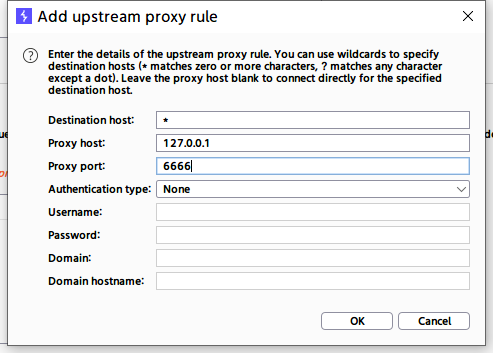 Add upstream proxy rule
Enter the details of the upstream proxy rule. You can use wildcards to specify
destination hosts (* matches zero or more characters, ? matches any character
except a dot). Leave the proxy host blank to connect directly for the specified
destination host.
Destination host: *
Proxy host: 127.0.0.1
Proxy port: 6666
Authentication type: None
Username:
Password:
Domain:
Domain hostname:
OK Cancel